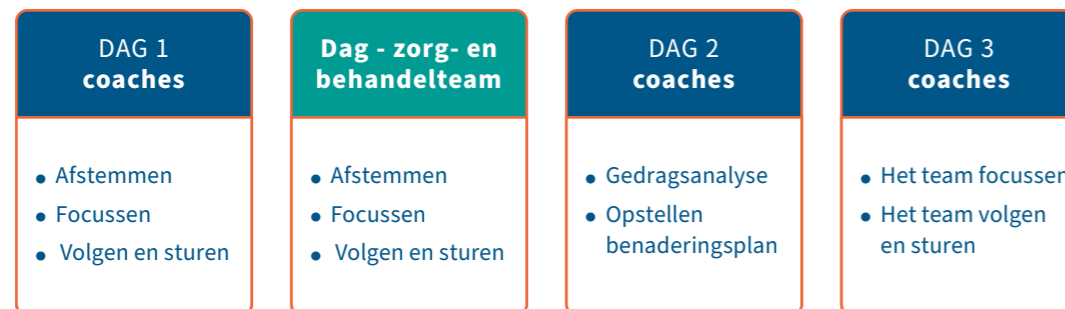 DAG 1
coaches
• Afstemmen
• Focussen
• Volgen en sturen
Dag - zorg- en
behandelteam
• Afstemmen
• Focussen
• Volgen en sturen
DAG 2
coaches
• Gedragsanalyse
• Opstellen
benaderingsplan
DAG 3
coaches
• Het team focussen
• Het team volgen
en sturen